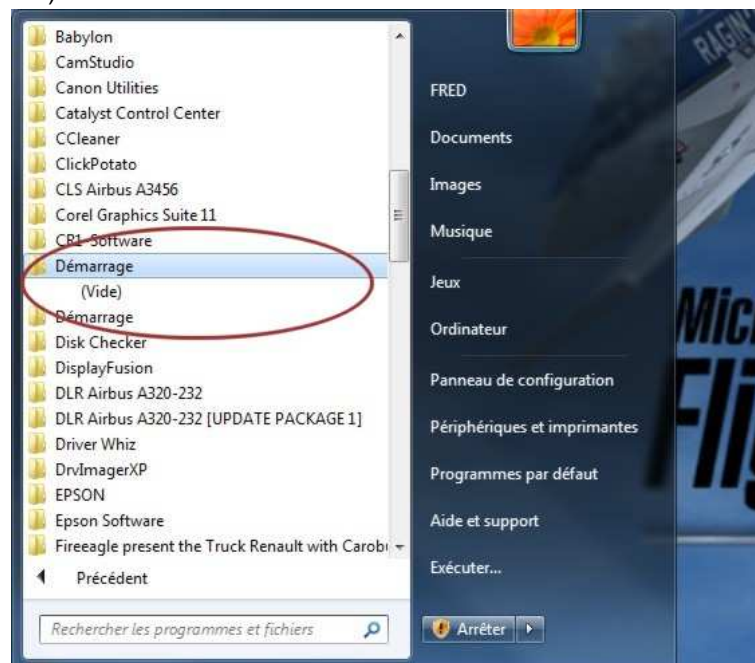 Babylon
CamStudio
Canon Utilities
Catalyst Control Center
CCleaner
ClickPotato
CLS Airbus A3456
Corel Graphics Suite 11
CR1-Software
Démarrage
(Vide)
Démarrage
Disk Checker
DisplayFusion
DLR Airbus A320-232
DLR Airbus A320-232 [UPDATE PACKAGE 1]
Driver Whiz
DrvImagerXP
EPSON
Epson Software
Fireeagle present the Truck Renault with
Précédent
Rechercher les programmes et fichiers
FRED
Documents
Images
Musique
Jeux
Ordinateur
Panneau de configuration
Périphériques et imprimantes
Programmes par défaut
Aide et support
Exécuter...
Arrêter